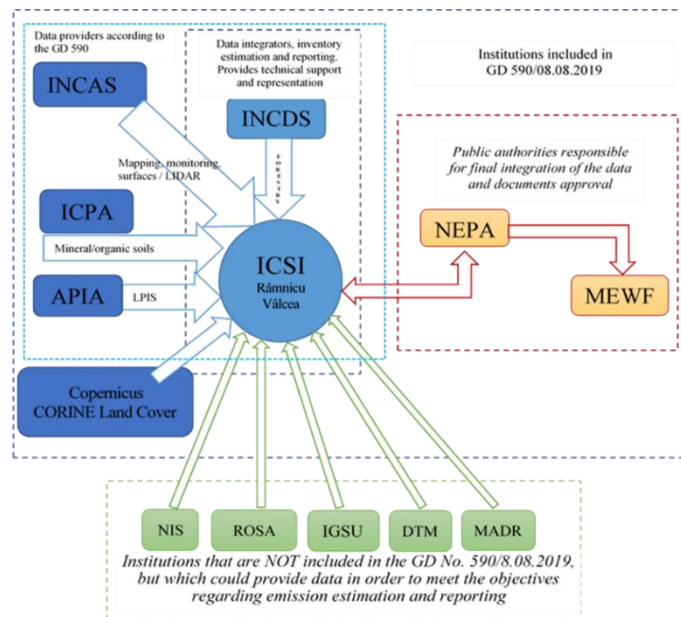 Data providers according to
the GD 590
INCAS
Data integrators, inventory
estimation and reporting.
Provides technical support
and representation
INCDS
Institutions included in
GD 590/08.08.2019
FORESTRY
Mapping, monitoring,
surfaces / LIDAR
Public authorities responsible
for final integration of the data
and documents approval
ICPA
Mineral/organic soils
NEPA
ICSI
Râmnicu
Vâlcea
APIA
LPIS
MEWF
Copernicus
CORINE Land Cover
NIS
ROSA
IGSU
DTM
MADR
Institutions that are NOT included in the GD No. 590/8.08.2019,
but which could provide data in order to meet the objectives
regarding emission estimation and reporting